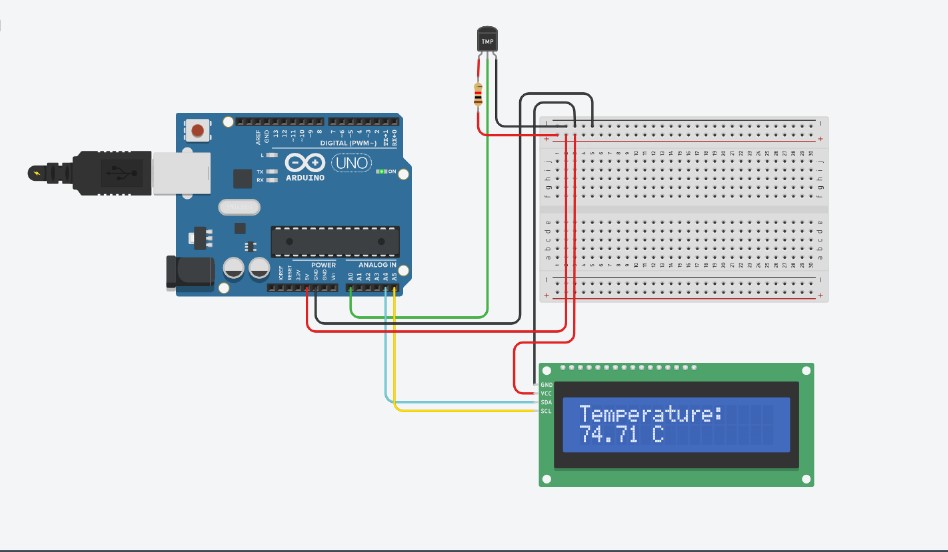 TMP
AREF
GND
13
12
~11
~10
~9
8
7
~6
~5
4
~3
2
TX→1
RX←0
DIGITAL (PWM~)
L
TX
RX
ARDUINO
UNO
ON
IOREF
RESET
3.3V
5V
GND
GND
Vin
POWER
A0
A1
A2
A3
A4
A5
ANALOG IN
j
i
h
g
f
e
d
c
b
a
GND
VCC
SDA
SCL
Temperature:
74.71 C